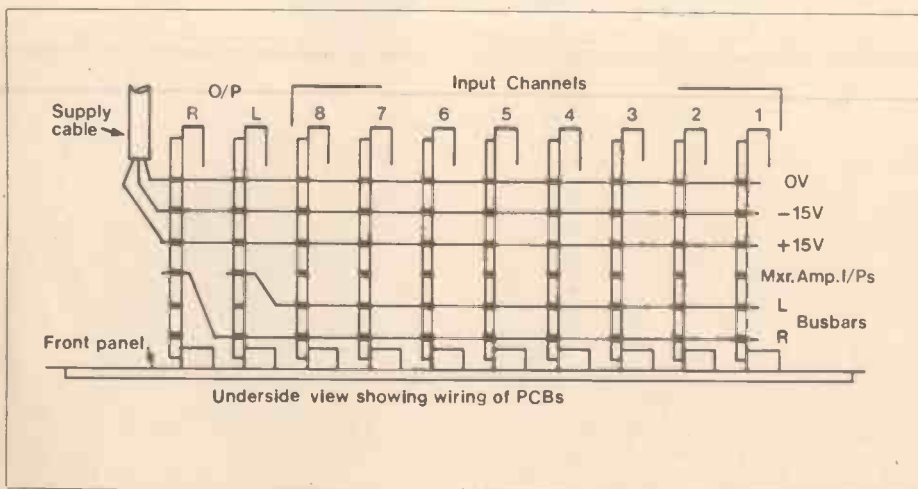 Input Channels
O/P
Supply cable
R L 8 7 6 5 4 3 2 1
0V
-15V
+15V
Mxr. Amp. I/Ps
L
Busbars
R
Front panel
Underside view showing wiring of PCBs